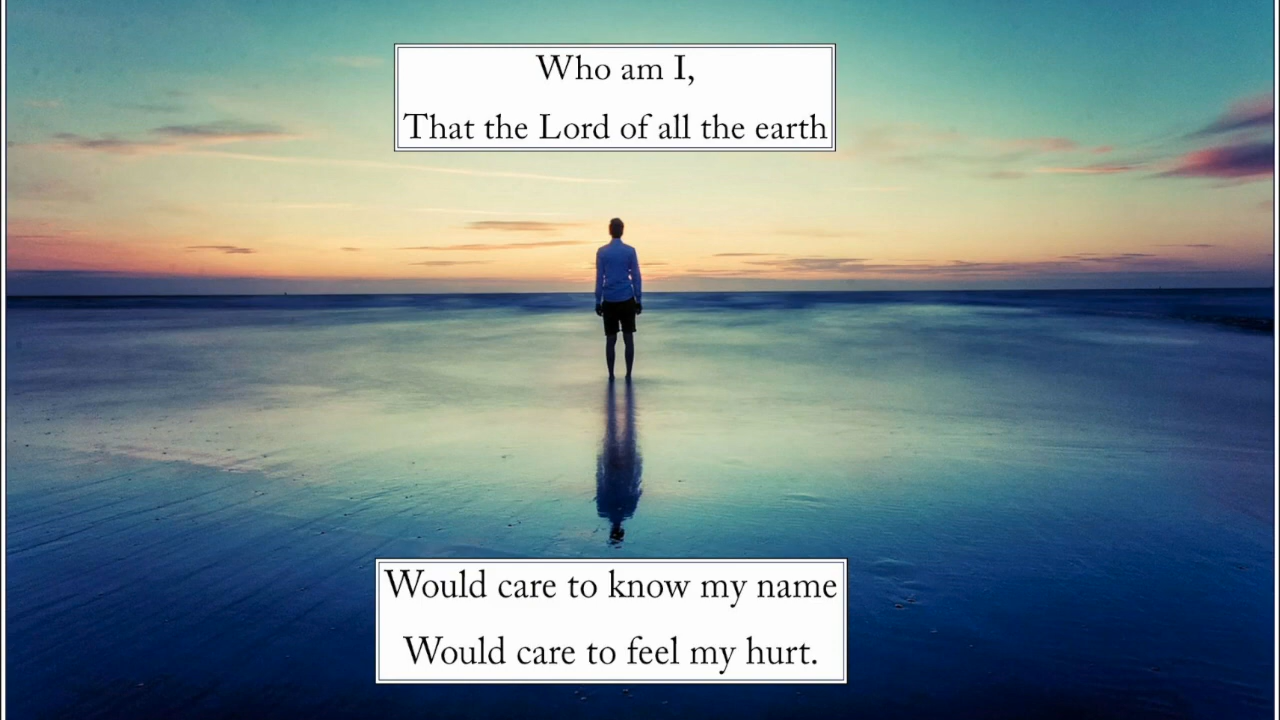 Who am I,
That the Lord of all the earth
Would care to know my name
Would care to feel my hurt.